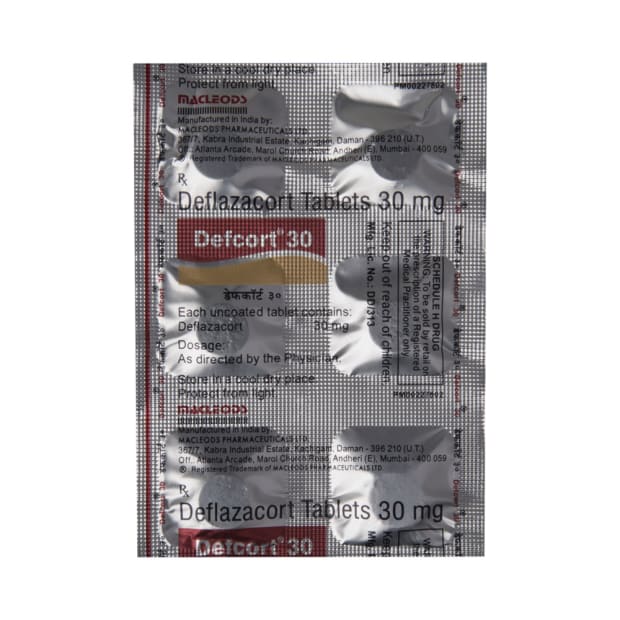 Store in a cool dry place
Protect from light
MACLEODS
Manufactured in India by:
MACLEODS PHARMACEUTICALS LTD.
367/7, Kabra Industrial Estate, Kachigam, Daman - 396 210 (U.T.)
Off.: Atlanta Arcade, Marol Church Road, Andheri (E), Mumbai - 400 059
® Registered Trademark of MACLEODS PHARMACEUTICALS LTD.
PM00227802
Rx
Deflazacort Tablets 30 mg
Defcort® 30
डेफकॉर्ट ३०
Each uncoated tablet contains:
Deflazacort 30 mg
Dosage:
As directed by the Physician.
Keep out of reach of children
Mfg. Lic. No.: DD/313
SCHEDULE H DRUG
WARNING: To be sold by retail on
the prescription of a Registered
Medical Practitioner only.
Store in a cool dry place
Protect from light
MACLEODS
PM00227802
Manufactured in India by:
MACLEODS PHARMACEUTICALS LTD.
367/7, Kabra Industrial Estate, Kachigam, Daman - 396 210 (U.T.)
Off.: Atlanta Arcade, Marol Church Road, Andheri (E), Mumbai - 400 059
® Registered Trademark of MACLEODS PHARMACEUTICALS LTD.
Rx
Deflazacort Tablets 30 mg
Defcort® 30